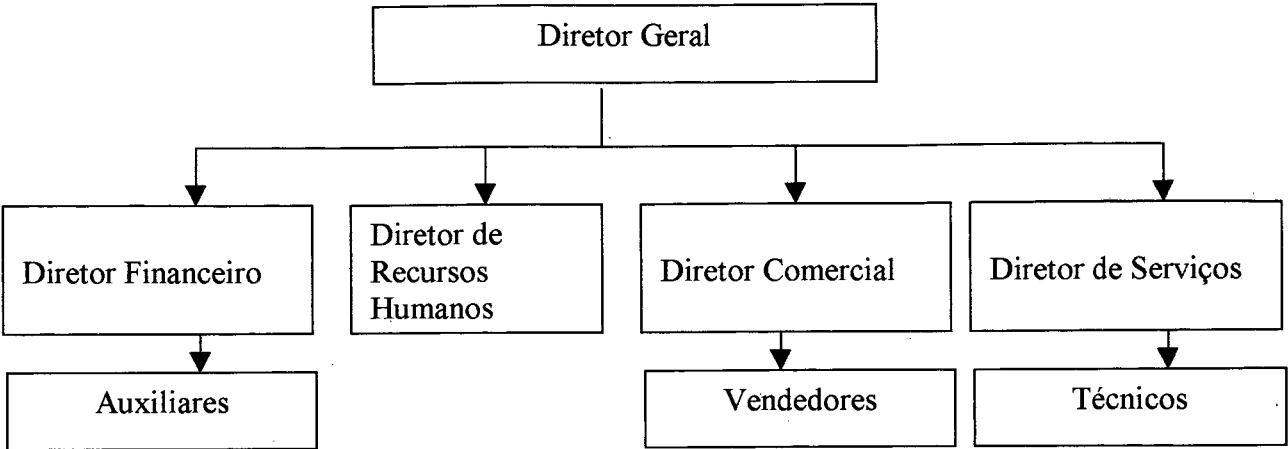 Diretor Geral
Diretor Financeiro
Diretor de
Recursos
Humanos
Diretor Comercial
Diretor de Serviços
Auxiliares
Vendedores
Técnicos